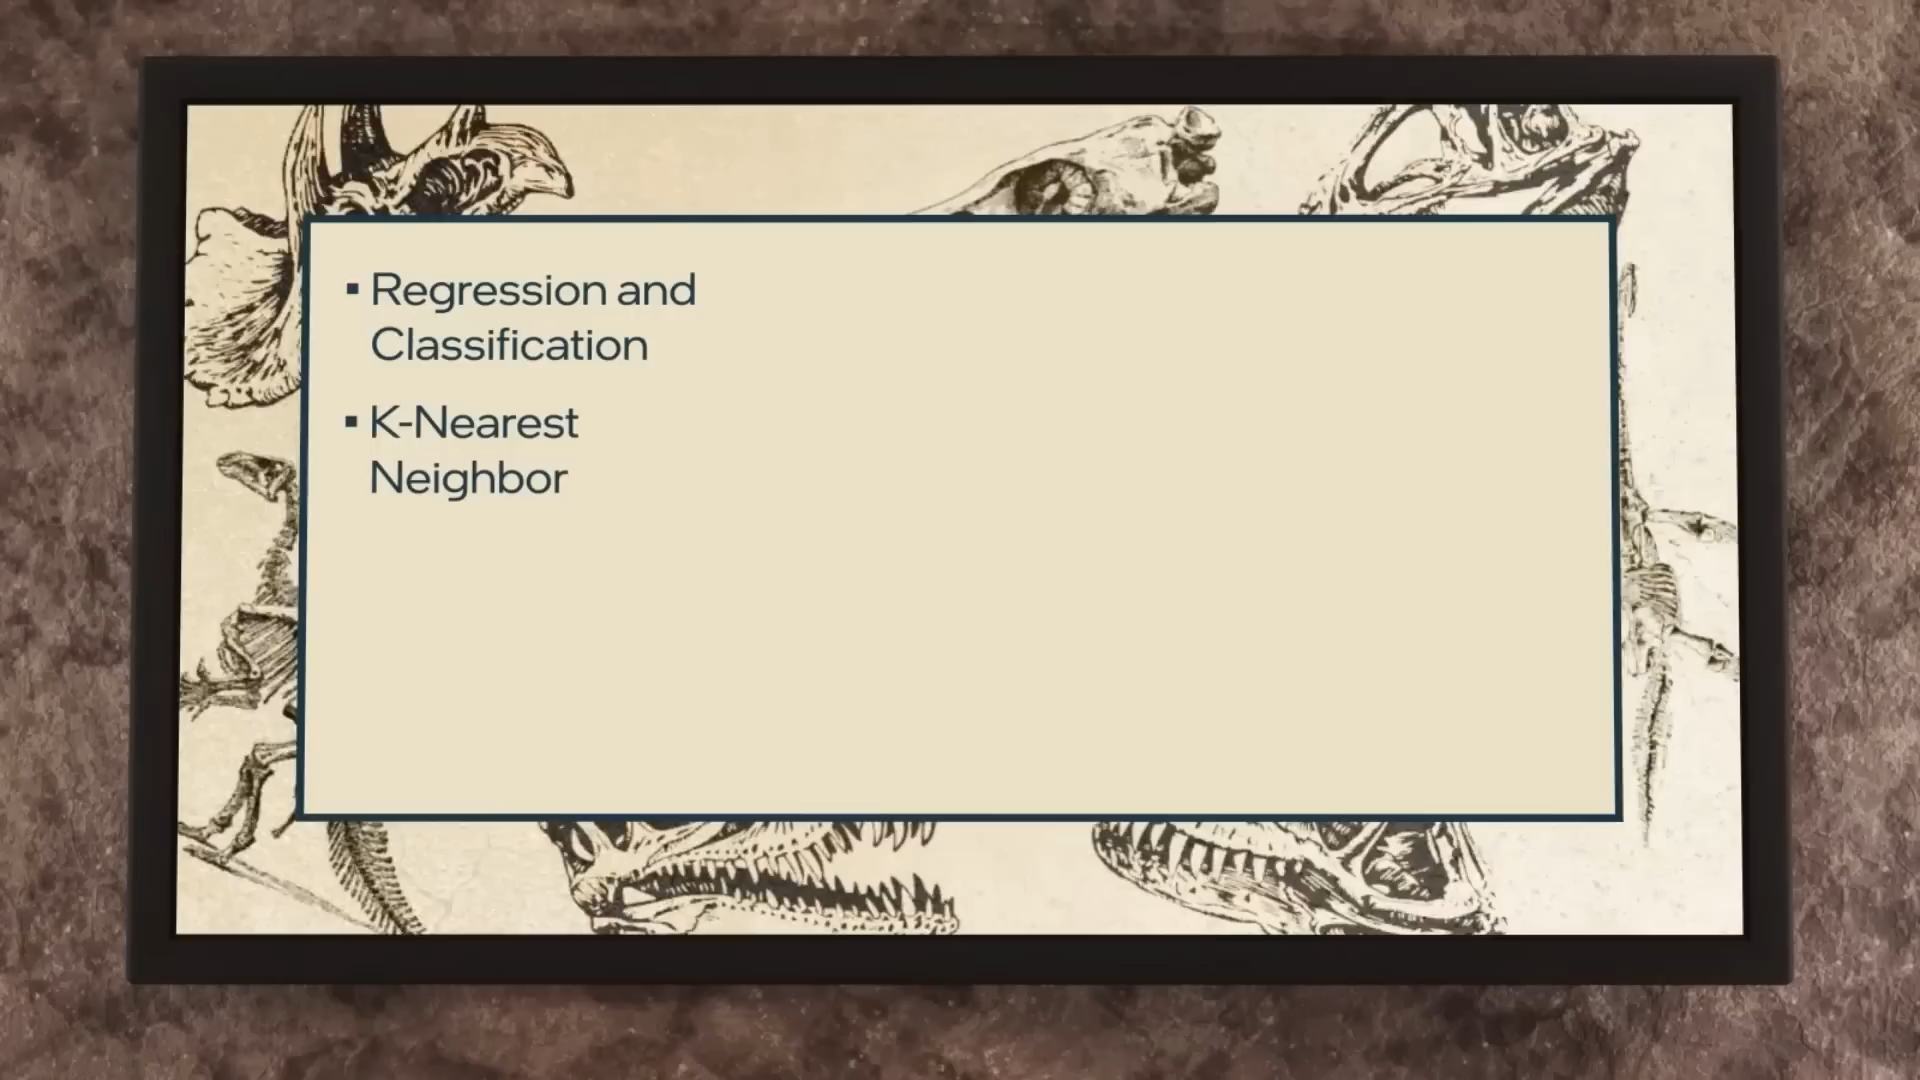 ▪ Regression and
Classification
▪ K-Nearest
Neighbor